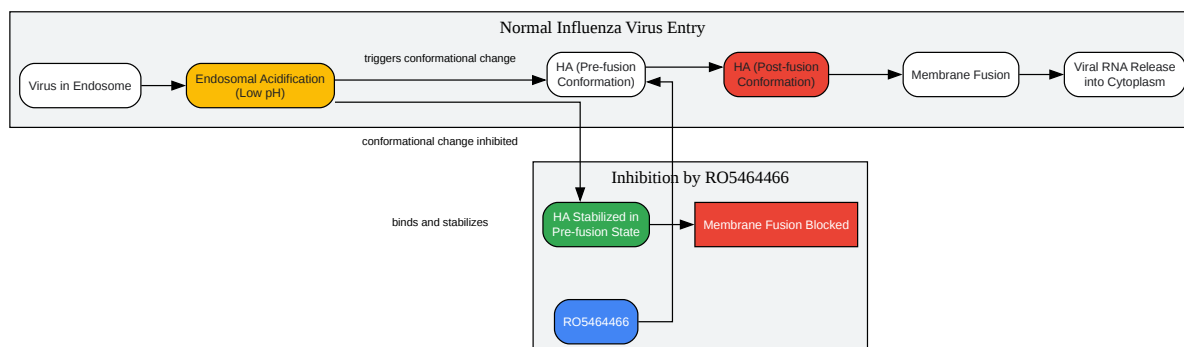 Normal Influenza Virus Entry
triggers conformational change
Virus in Endosome
Endosomal Acidification
(Low pH)
HA (Pre-fusion
Conformation)
HA (Post-fusion
Conformation)
Membrane Fusion
Viral RNA Release
into Cytoplasm
conformational change inhibited
Inhibition by RO5464466
binds and stabilizes
HA Stabilized in
Pre-fusion State
Membrane Fusion Blocked
RO5464466